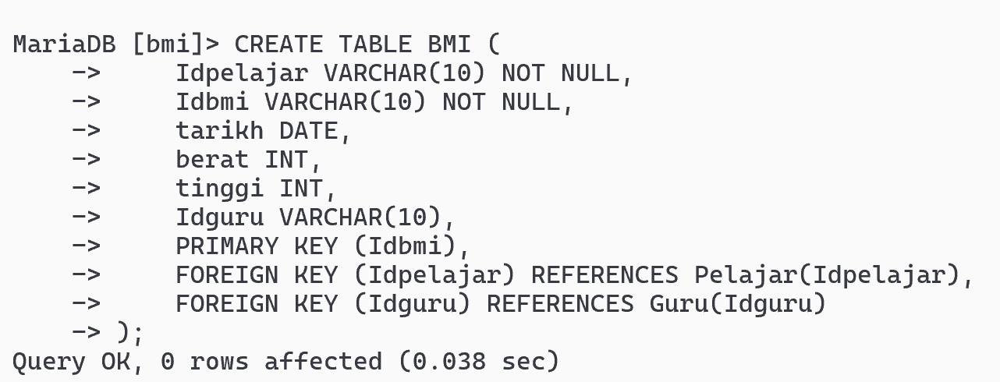 MariaDB [bmi]> CREATE TABLE BMI (
    ->     Idpelajar VARCHAR(10) NOT NULL,
    ->     Idbmi VARCHAR(10) NOT NULL,
    ->     tarikh DATE,
    ->     berat INT,
    ->     tinggi INT,
    ->     Idguru VARCHAR(10),
    ->     PRIMARY KEY (Idbmi),
    ->     FOREIGN KEY (Idpelajar) REFERENCES Pelajar(Idpelajar),
    ->     FOREIGN KEY (Idguru) REFERENCES Guru(Idguru)
    -> );
Query OK, 0 rows affected (0.038 sec)